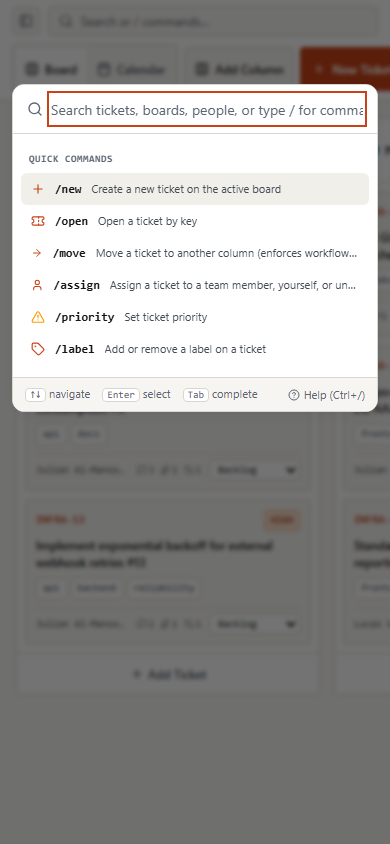 Search or / commands...
Board
Calendar
Add Column
New Ticke
Search tickets, boards, people, or type / for comma
QUICK COMMANDS
/new Create a new ticket on the active board
/open Open a ticket by key
/move Move a ticket to another column (enforces workflow...
/assign Assign a ticket to a team member, yourself, or un...
/priority Set ticket priority
/label Add or remove a label on a ticket
navigate Enter select Tab complete Help (Ctrl+/)
api docs
Backlog
Implement exponential backoff for external
webhook retries
api backend reliability
Backlog
Add Ticket